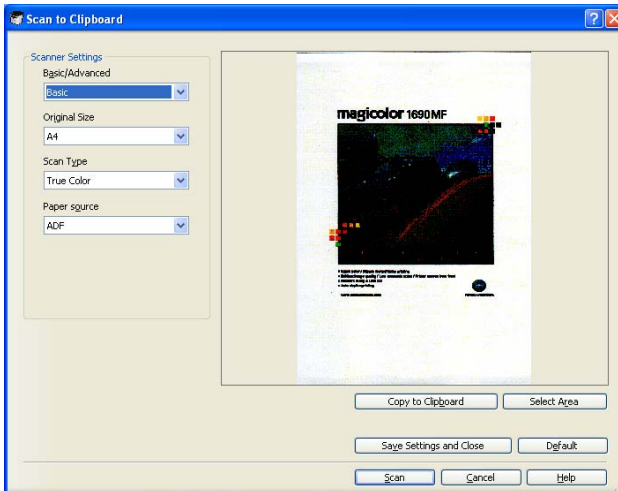 Scan to Clipboard
Scanner Settings
Basic/Advanced
Basic
Original Size
A4
Scan Type
True Color
Paper source
ADF
magicolor 1690MF
Copy to Clipboard
Select Area
Save Settings and Close
Default
Scan
Cancel
Help